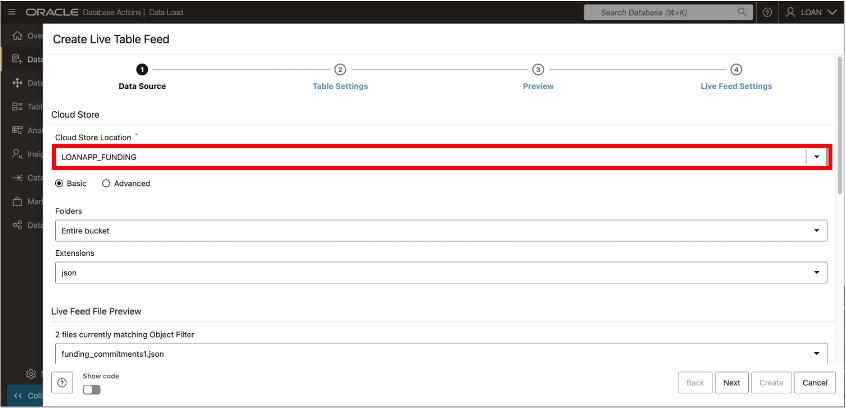 ORACLE Database Actions | Data Load
Search Database (⌘+K)
LOAN
Create Live Table Feed
1 2 3 4
Data Source Table Settings Preview Live Feed Settings
Cloud Store
Cloud Store Location *
LOANAPP_FUNDING
Basic Advanced
Folders
Entire bucket
Extensions
json
Live Feed File Preview
2 files currently matching Object Filter
funding_commitments1.json
Show code
Back Next Create Cancel
Ove
Data
Data
Tabl
Ana
Insig
Cata
Mark
Data
S
<< Colla